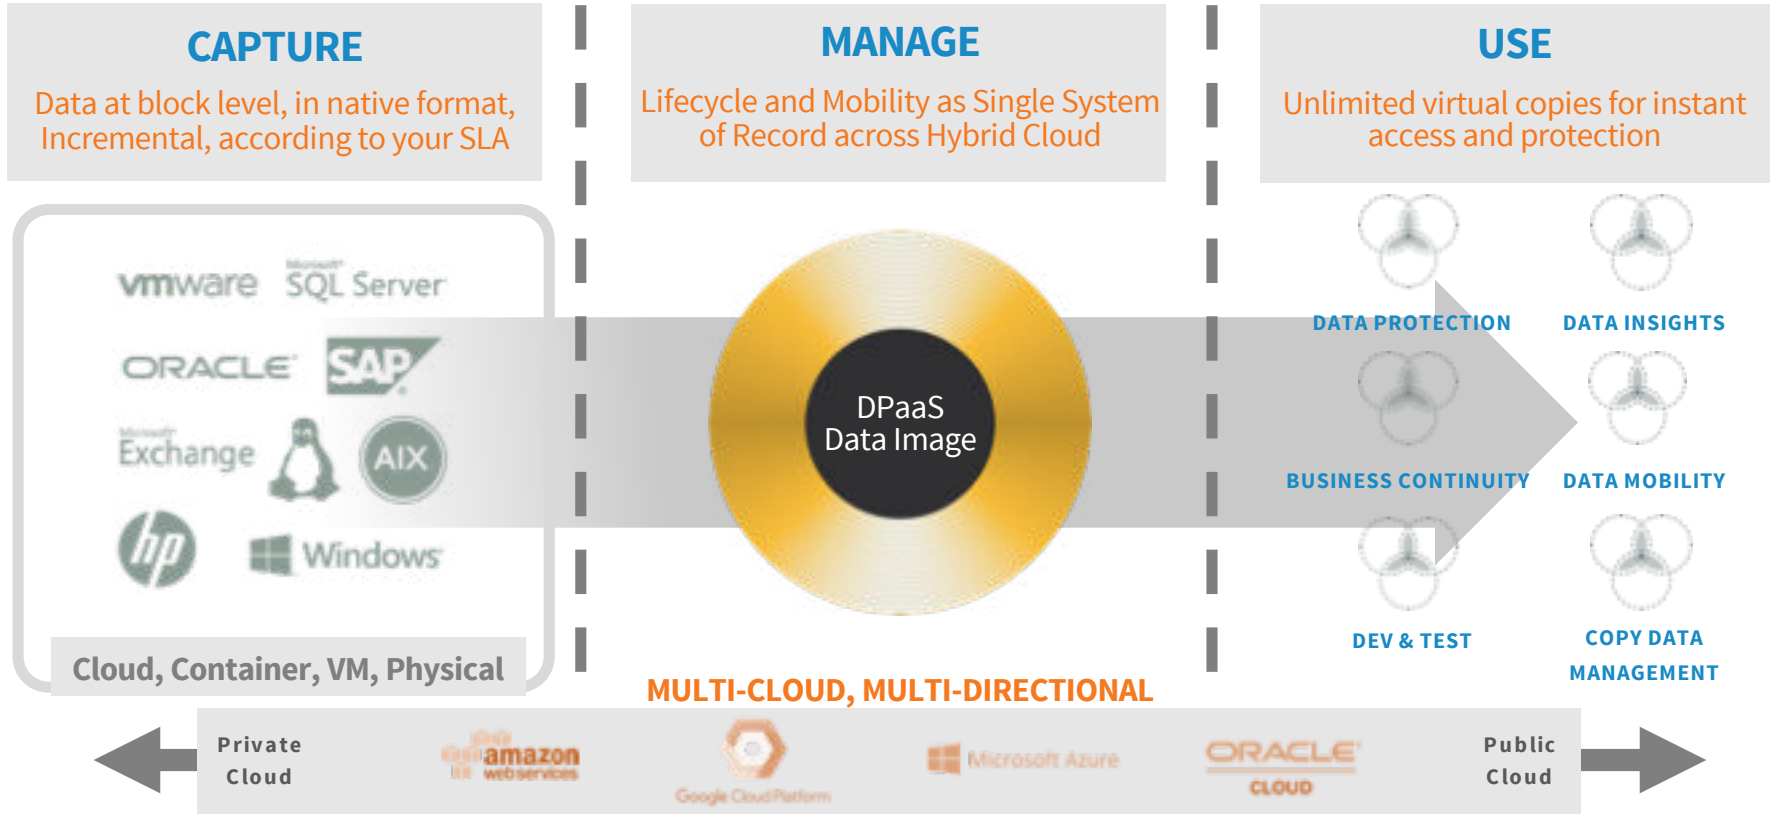 CAPTURE
Data at block level, in native format,
Incremental, according to your SLA
MANAGE
Lifecycle and Mobility as Single System
of Record across Hybrid Cloud
USE
Unlimited virtual copies for instant
access and protection
vmware
Microsoft
SQL Server
ORACLE
SAP
Microsoft
Exchange
AIX
hp
Windows
Cloud, Container, VM, Physical
DPaaS
Data Image
DATA PROTECTION
DATA INSIGHTS
BUSINESS CONTINUITY
DATA MOBILITY
DEV & TEST
COPY DATA
MANAGEMENT
MULTI-CLOUD, MULTI-DIRECTIONAL
Private
Cloud
amazon
webservices
Google Cloud Platform
Microsoft Azure
ORACLE
CLOUD
Public
Cloud